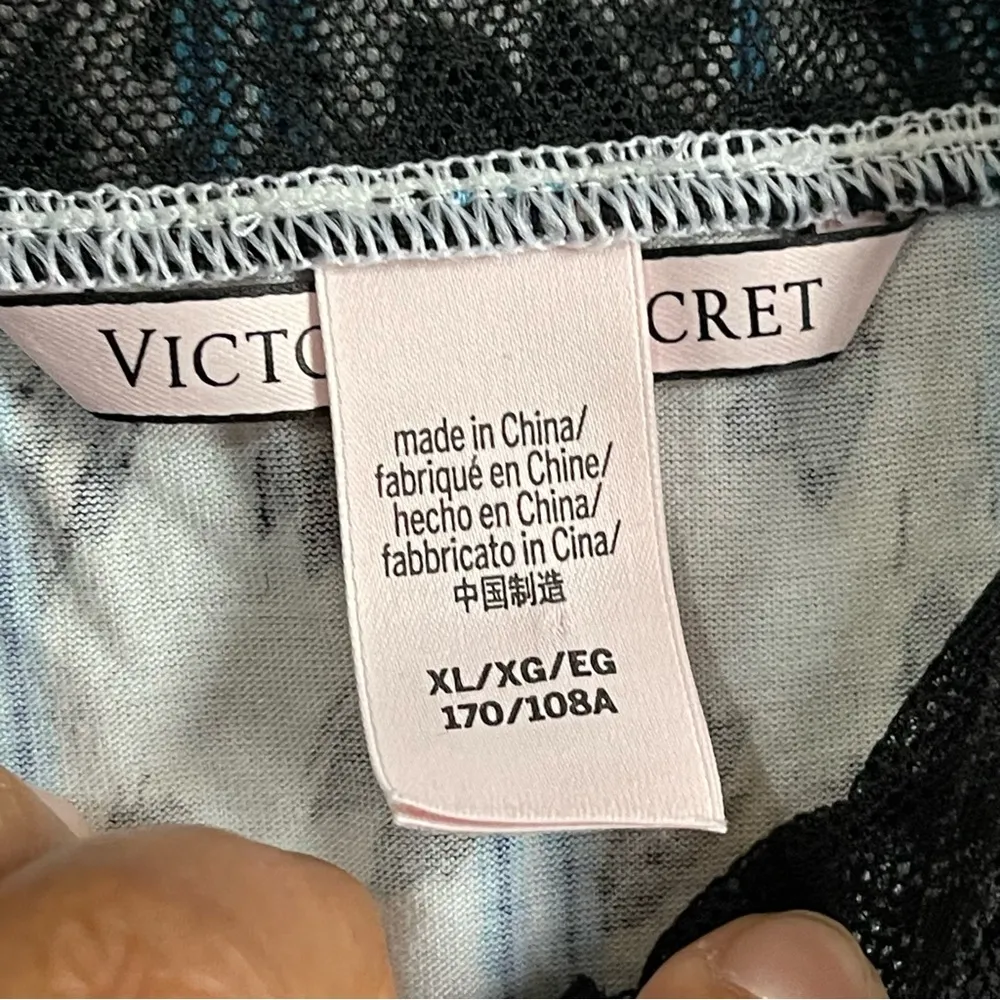 VICTO CRET
made in China/
fabriqué en Chine/
hecho en China/
fabbricato in Cina/
中国制造
XL/XG/EG
170/108A